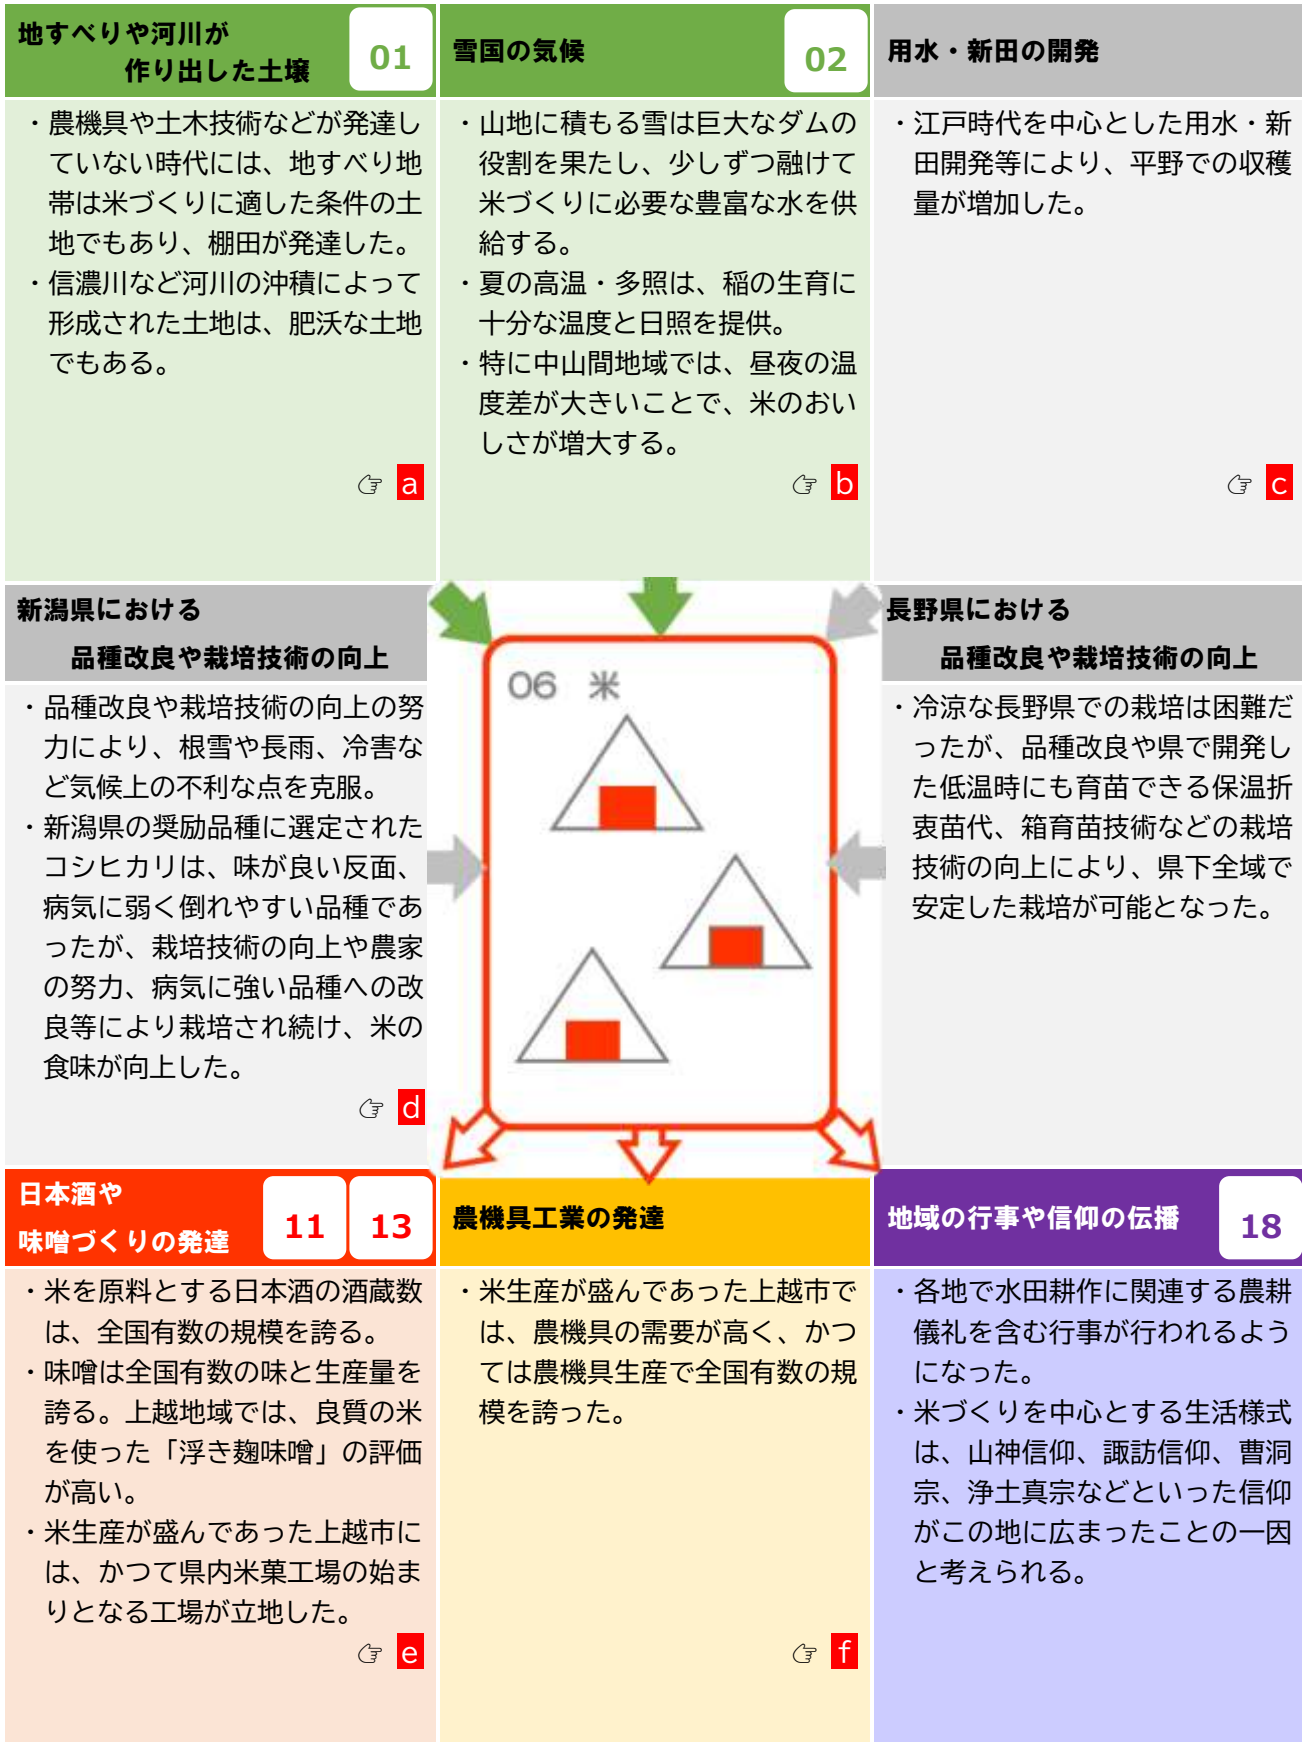 地すべりや河川が
作り出した土壌
01
・農機具や土木技術などが発達し
ていない時代には、地すべり地
帯は米づくりに適した条件の土
地でもあり、棚田が発達した。
・信濃川など河川の沖積によって
形成された土地は、肥沃な土地
でもある。
☞ a
雪国の気候
02
・山地に積もる雪は巨大なダムの
役割を果たし、少しずつ融けて
米づくりに必要な豊富な水を供
給する。
・夏の高温・多照は、稲の生育に
十分な温度と日照を提供。
・特に中山間地域では、昼夜の温
度差が大きいことで、米のおい
しさが増大する。
☞ b
用水・新田の開発
・江戸時代を中心とした用水・新
田開発等により、平野での収穫
量が増加した。
☞ c
新潟県における
品種改良や栽培技術の向上
・品種改良や栽培技術の向上の努
力により、根雪や長雨、冷害な
ど気候上の不利な点を克服。
・新潟県の奨励品種に選定された
コシヒカリは、味が良い反面、
病気に弱く倒れやすい品種であ
ったが、栽培技術の向上や農家
の努力、病気に強い品種への改
良等により栽培され続け、米の
食味が向上した。
☞ d
06 米
長野県における
品種改良や栽培技術の向上
・冷涼な長野県での栽培は困難だ
ったが、品種改良や県で開発し
た低温時にも育苗できる保温折
衷苗代、箱育苗技術などの栽培
技術の向上により、県下全域で
安定した栽培が可能となった。
日本酒や
味噌づくりの発達
11 13
・米を原料とする日本酒の酒蔵数
は、全国有数の規模を誇る。
・味噌は全国有数の味と生産量を
誇る。上越地域では、良質の米
を使った「浮き麹味噌」の評価
が高い。
・米生産が盛んであった上越市に
は、かつて県内米菓工場の始ま
りとなる工場が立地した。
☞ e
農機具工業の発達
・米生産が盛んであった上越市で
は、農機具の需要が高く、かつ
ては農機具生産で全国有数の規
模を誇った。
☞ f
地域の行事や信仰の伝播
18
・各地で水田耕作に関連する農耕
儀礼を含む行事が行われるよう
になった。
・米づくりを中心とする生活様式
は、山神信仰、諏訪信仰、曹洞
宗、浄土真宗などといった信仰
がこの地に広まったことの一因
と考えられる。